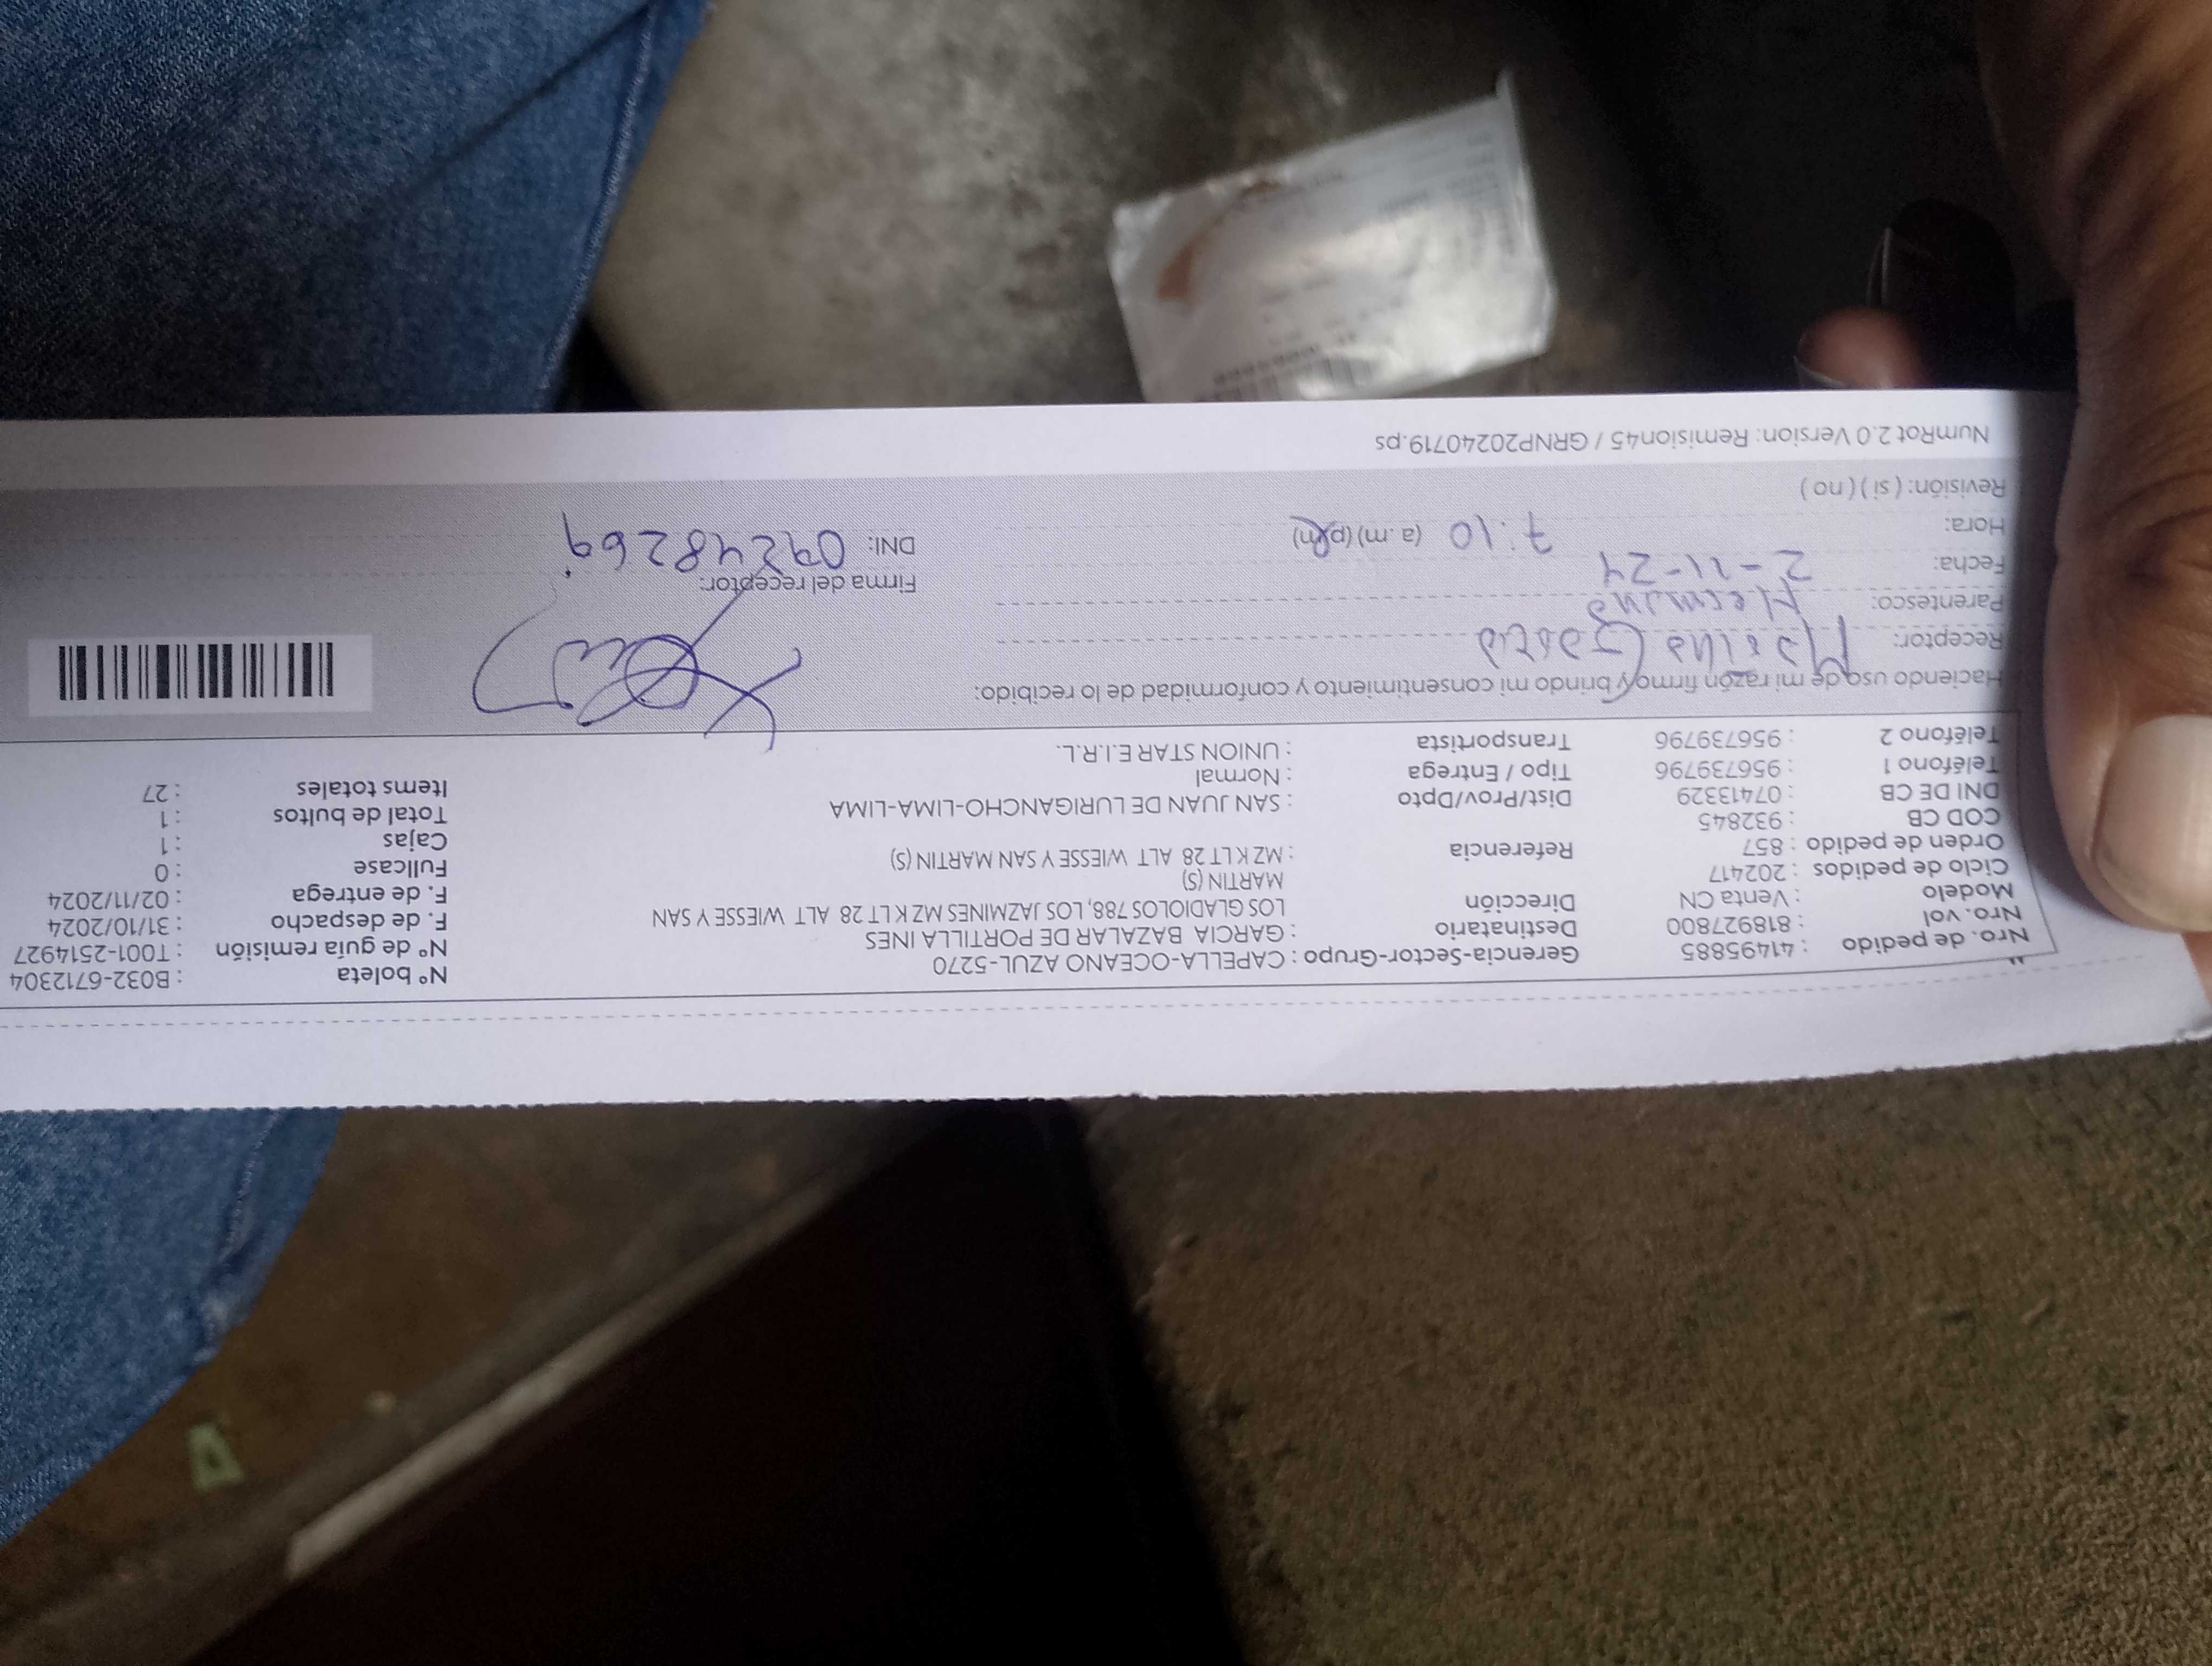 Nro. de pedido : 41495885 Gerencia-Sector-Grupo : CAPELLA-OCEANO AZUL-5270 Nº boleta : B032-6712304
Nro. vol : 818927800 Destinatario : GARCIA BAZALAR DE PORTILLA INES Nº de guía remisión : T001-2514927
Modelo : Venta CN Dirección LOS GLADIOLOS 788, LOS JAZMINES MZ K LT 28 ALT WIESSE Y SAN F. de despacho : 31/10/2024
Ciclo de pedidos : 202417 MARTIN (S) F. de entrega : 02/11/2024
Orden de pedido : 857 Referencia : MZ K LT 28 ALT WIESSE Y SAN MARTIN (S) Fullcase : 0
COD CB : 932845 Cajas : 1
DNI DE CB : 07413329 Dist/Prov/Dpto : SAN JUAN DE LURIGANCHO-LIMA-LIMA Total de bultos : 1
Teléfono 1 : 956739796 Tipo / Entrega : Normal Items totales : 27
Teléfono 2 : 956739796 Transportista : UNION STAR E.I.R.L.
Haciendo uso de mi razón firmo y brindo mi consentimiento y conformidad de lo recibido:
Receptor:
Parentesco: Hermano
Fecha: 2-11-24 Firma del receptor:
Hora: 7:10 (a.m) (p.m) DNI: 09248269
Revisión: ( si ) ( no )
NumRot 2.0 Version: Remision45 / GRNP20240719.ps